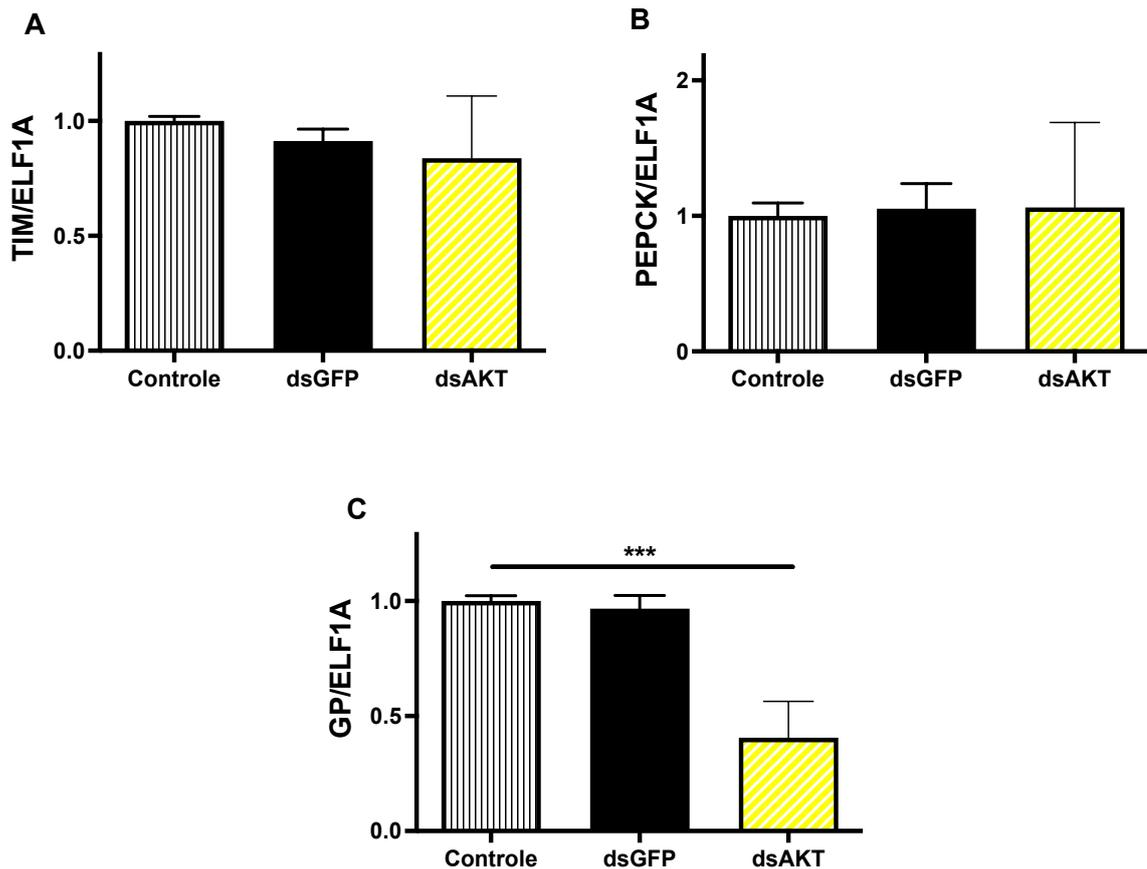 A
TIM/ELF1A
1.0
0.5
0.0
Controle dsGFP dsAKT
B
PEPCK/ELF1A
2
1
0
Controle dsGFP dsAKT
C
GP/ELF1A
***
1.0
0.5
0.0
Controle dsGFP dsAKT